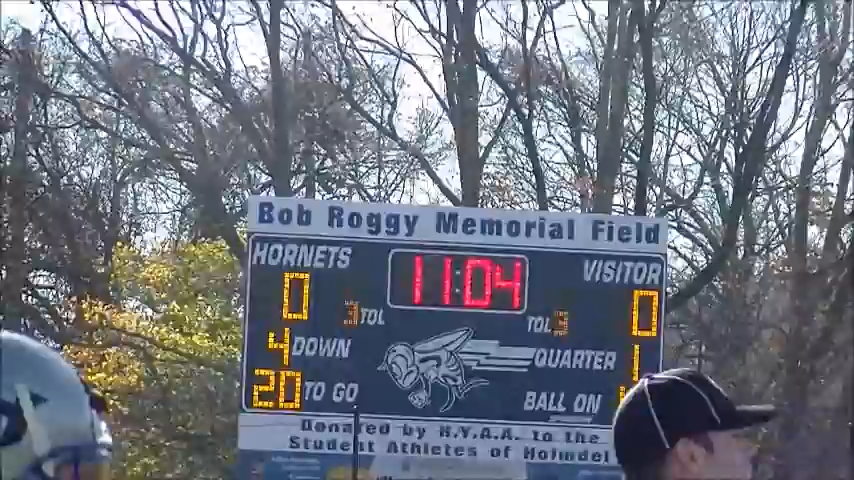 Bob Roggy Memorial Field
HORNETS 11:04 VISITOR
0 3 TOL TOL 3 0
4 DOWN QUARTER 1
20 TO GO BALL ON
Donated by H.Y.A.A. to the
Student Athletes of Holmdel